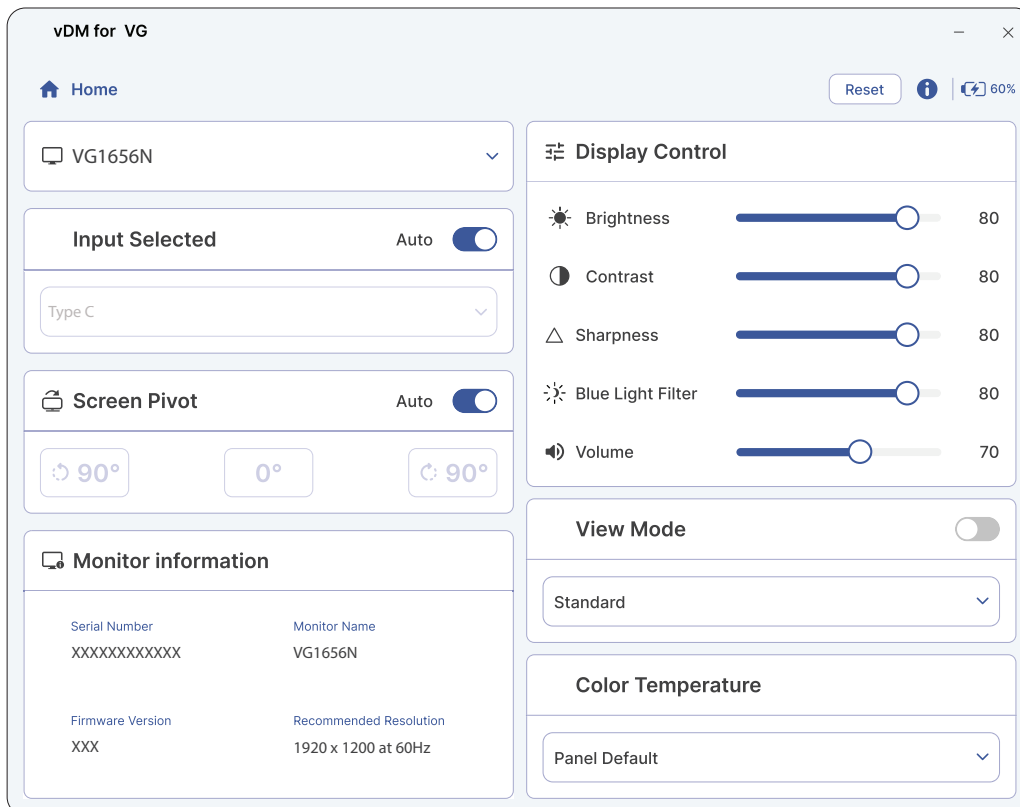 vDM for VG
Home
Reset
60%
VG1656N
Input Selected
Auto
Type C
Screen Pivot
Auto
90°
0°
90°
Monitor information
Serial Number
Monitor Name
XXXXXXXXXXXX
VG1656N
Firmware Version
Recommended Resolution
XXX
1920 x 1200 at 60Hz
Display Control
Brightness
80
Contrast
80
Sharpness
80
Blue Light Filter
80
Volume
70
View Mode
Standard
Color Temperature
Panel Default